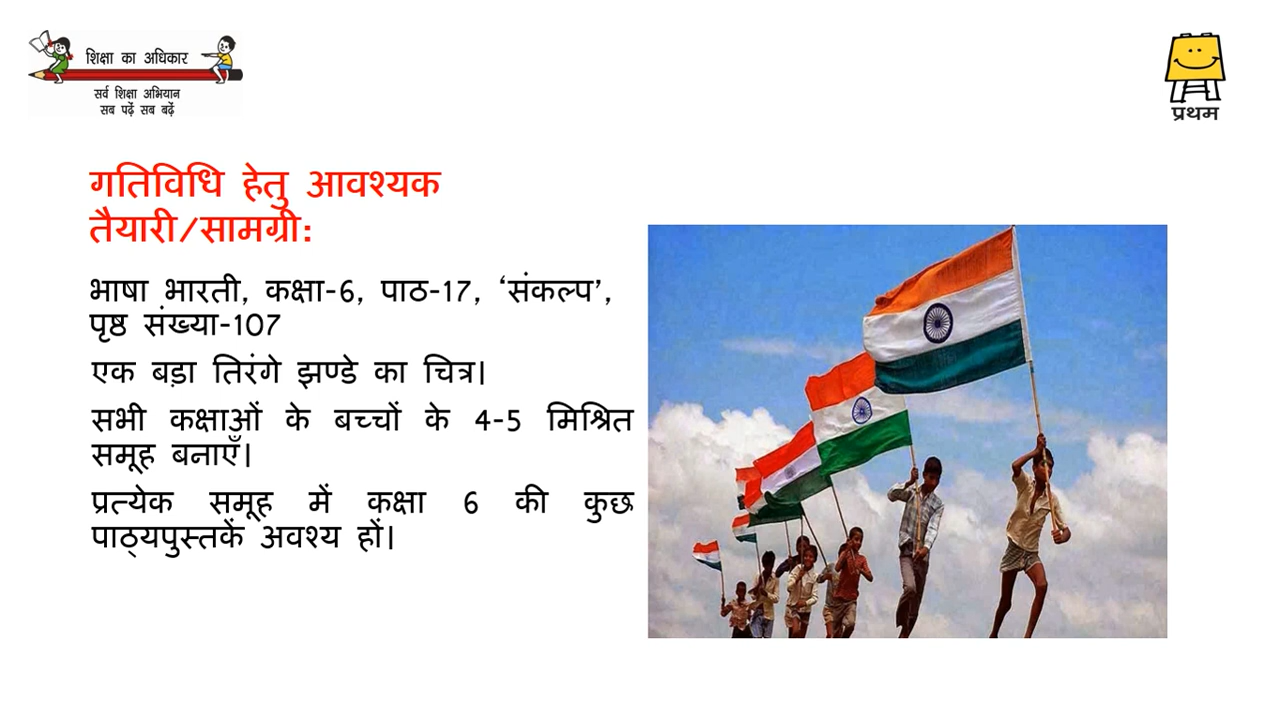 शिक्षा का अधिकार
सर्व शिक्षा अभियान
सब पढ़ें सब बढ़ें
प्रथम
गतिविधि हेतु आवश्यक
तैयारी/सामग्री:
भाषा भारती, कक्षा-6, पाठ-17, ‘संकल्प’,
पृष्ठ संख्या-107
एक बड़ा तिरंगे झण्डे का चित्र।
सभी कक्षाओं के बच्चों के 4-5 मिश्रित
समूह बनाएँ।
प्रत्येक समूह में कक्षा 6 की कुछ
पाठ्यपुस्तकें अवश्य हों।